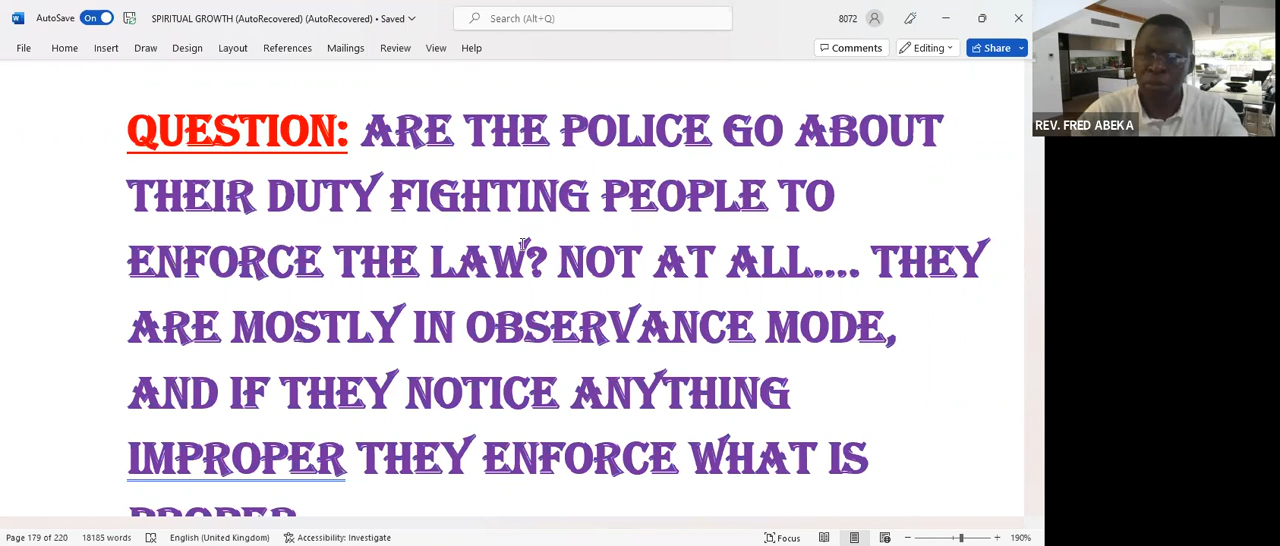 AutoSave On SPIRITUAL GROWTH (AutoRecovered) (AutoRecovered) • Saved Search (Alt+Q) 8072
File Home Insert Draw Design Layout References Mailings Review View Help Comments Editing Share
REV. FRED ABEKA
QUESTION: ARE THE POLICE GO ABOUT
THEIR DUTY FIGHTING PEOPLE TO
ENFORCE THE LAW? NOT AT ALL.... THEY
ARE MOSTLY IN OBSERVANCE MODE,
AND IF THEY NOTICE ANYTHING
IMPROPER THEY ENFORCE WHAT IS
PROPER
Page 179 of 220 18185 words English (United Kingdom) Accessibility: Investigate Focus 190%